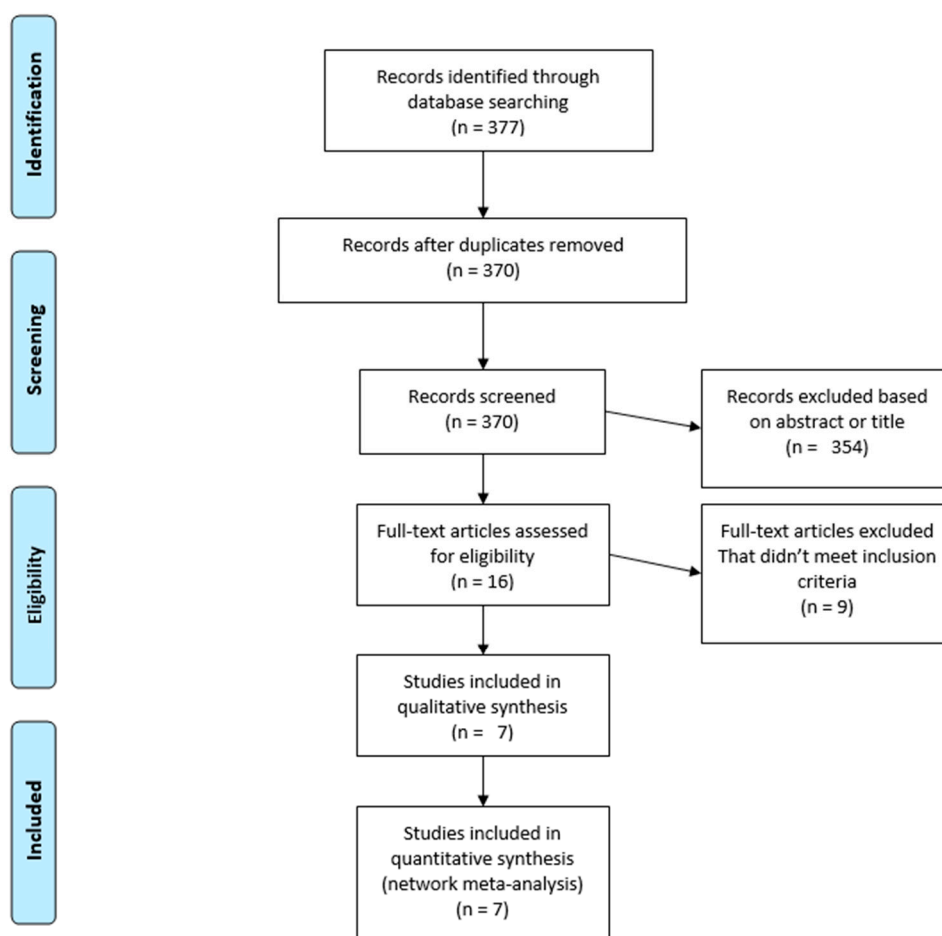 Identification
Records identified through
database searching
(n = 377)
Records after duplicates removed
(n = 370)
Screening
Records screened
(n = 370)
Records excluded based
on abstract or title
(n =   354)
Eligibility
Full-text articles assessed
for eligibility
(n = 16)
Full-text articles excluded
That didn’t meet inclusion
criteria
(n = 9)
Studies included in
qualitative synthesis
(n =   7)
Included
Studies included in
quantitative synthesis
(network meta-analysis)
(n = 7)